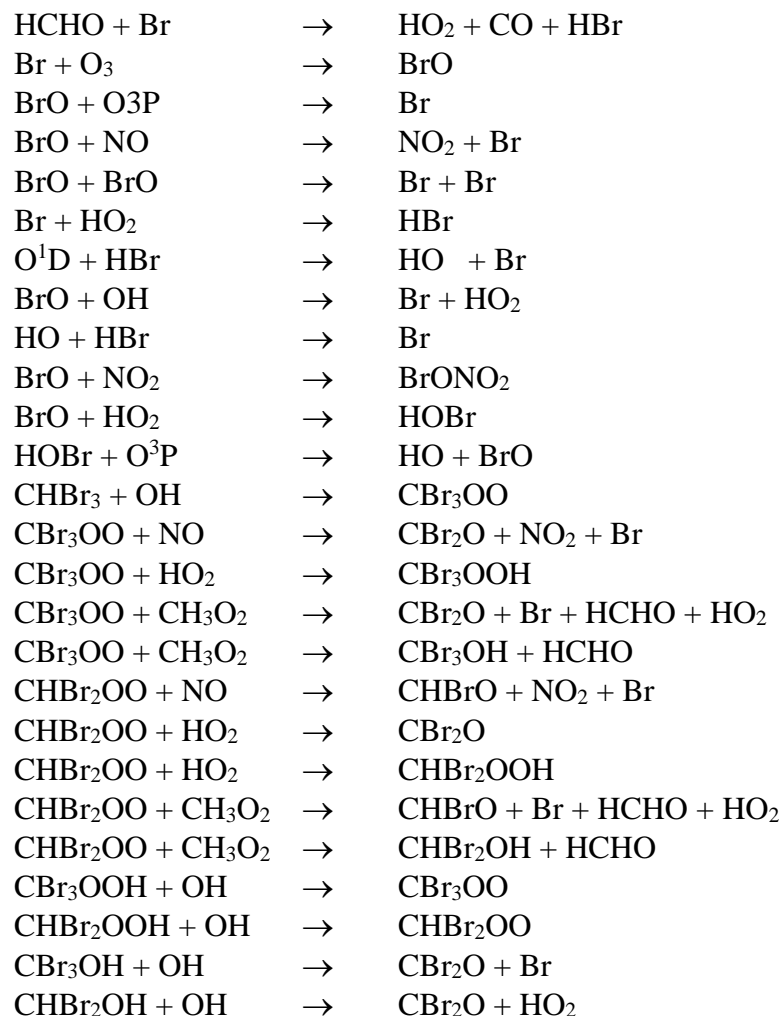 HCHO + Br → HO₂ + CO + HBr
Br + O₃ → BrO
BrO + O3P → Br
BrO + NO → NO₂ + Br
BrO + BrO → Br + Br
Br + HO₂ → HBr
O¹D + HBr → HO + Br
BrO + OH → Br + HO₂
HO + HBr → Br
BrO + NO₂ → BrONO₂
BrO + HO₂ → HOBr
HOBr + O³P → HO + BrO
CHBr₃ + OH → CBr₃OO
CBr₃OO + NO → CBr₂O + NO₂ + Br
CBr₃OO + HO₂ → CBr₃OOH
CBr₃OO + CH₃O₂ → CBr₂O + Br + HCHO + HO₂
CBr₃OO + CH₃O₂ → CBr₃OH + HCHO
CHBr₂OO + NO → CHBrO + NO₂ + Br
CHBr₂OO + HO₂ → CBr₂O
CHBr₂OO + HO₂ → CHBr₂OOH
CHBr₂OO + CH₃O₂ → CHBrO + Br + HCHO + HO₂
CHBr₂OO + CH₃O₂ → CHBr₂OH + HCHO
CBr₃OOH + OH → CBr₃OO
CHBr₂OOH + OH → CHBr₂OO
CBr₃OH + OH → CBr₂O + Br
CHBr₂OH + OH → CBr₂O + HO₂